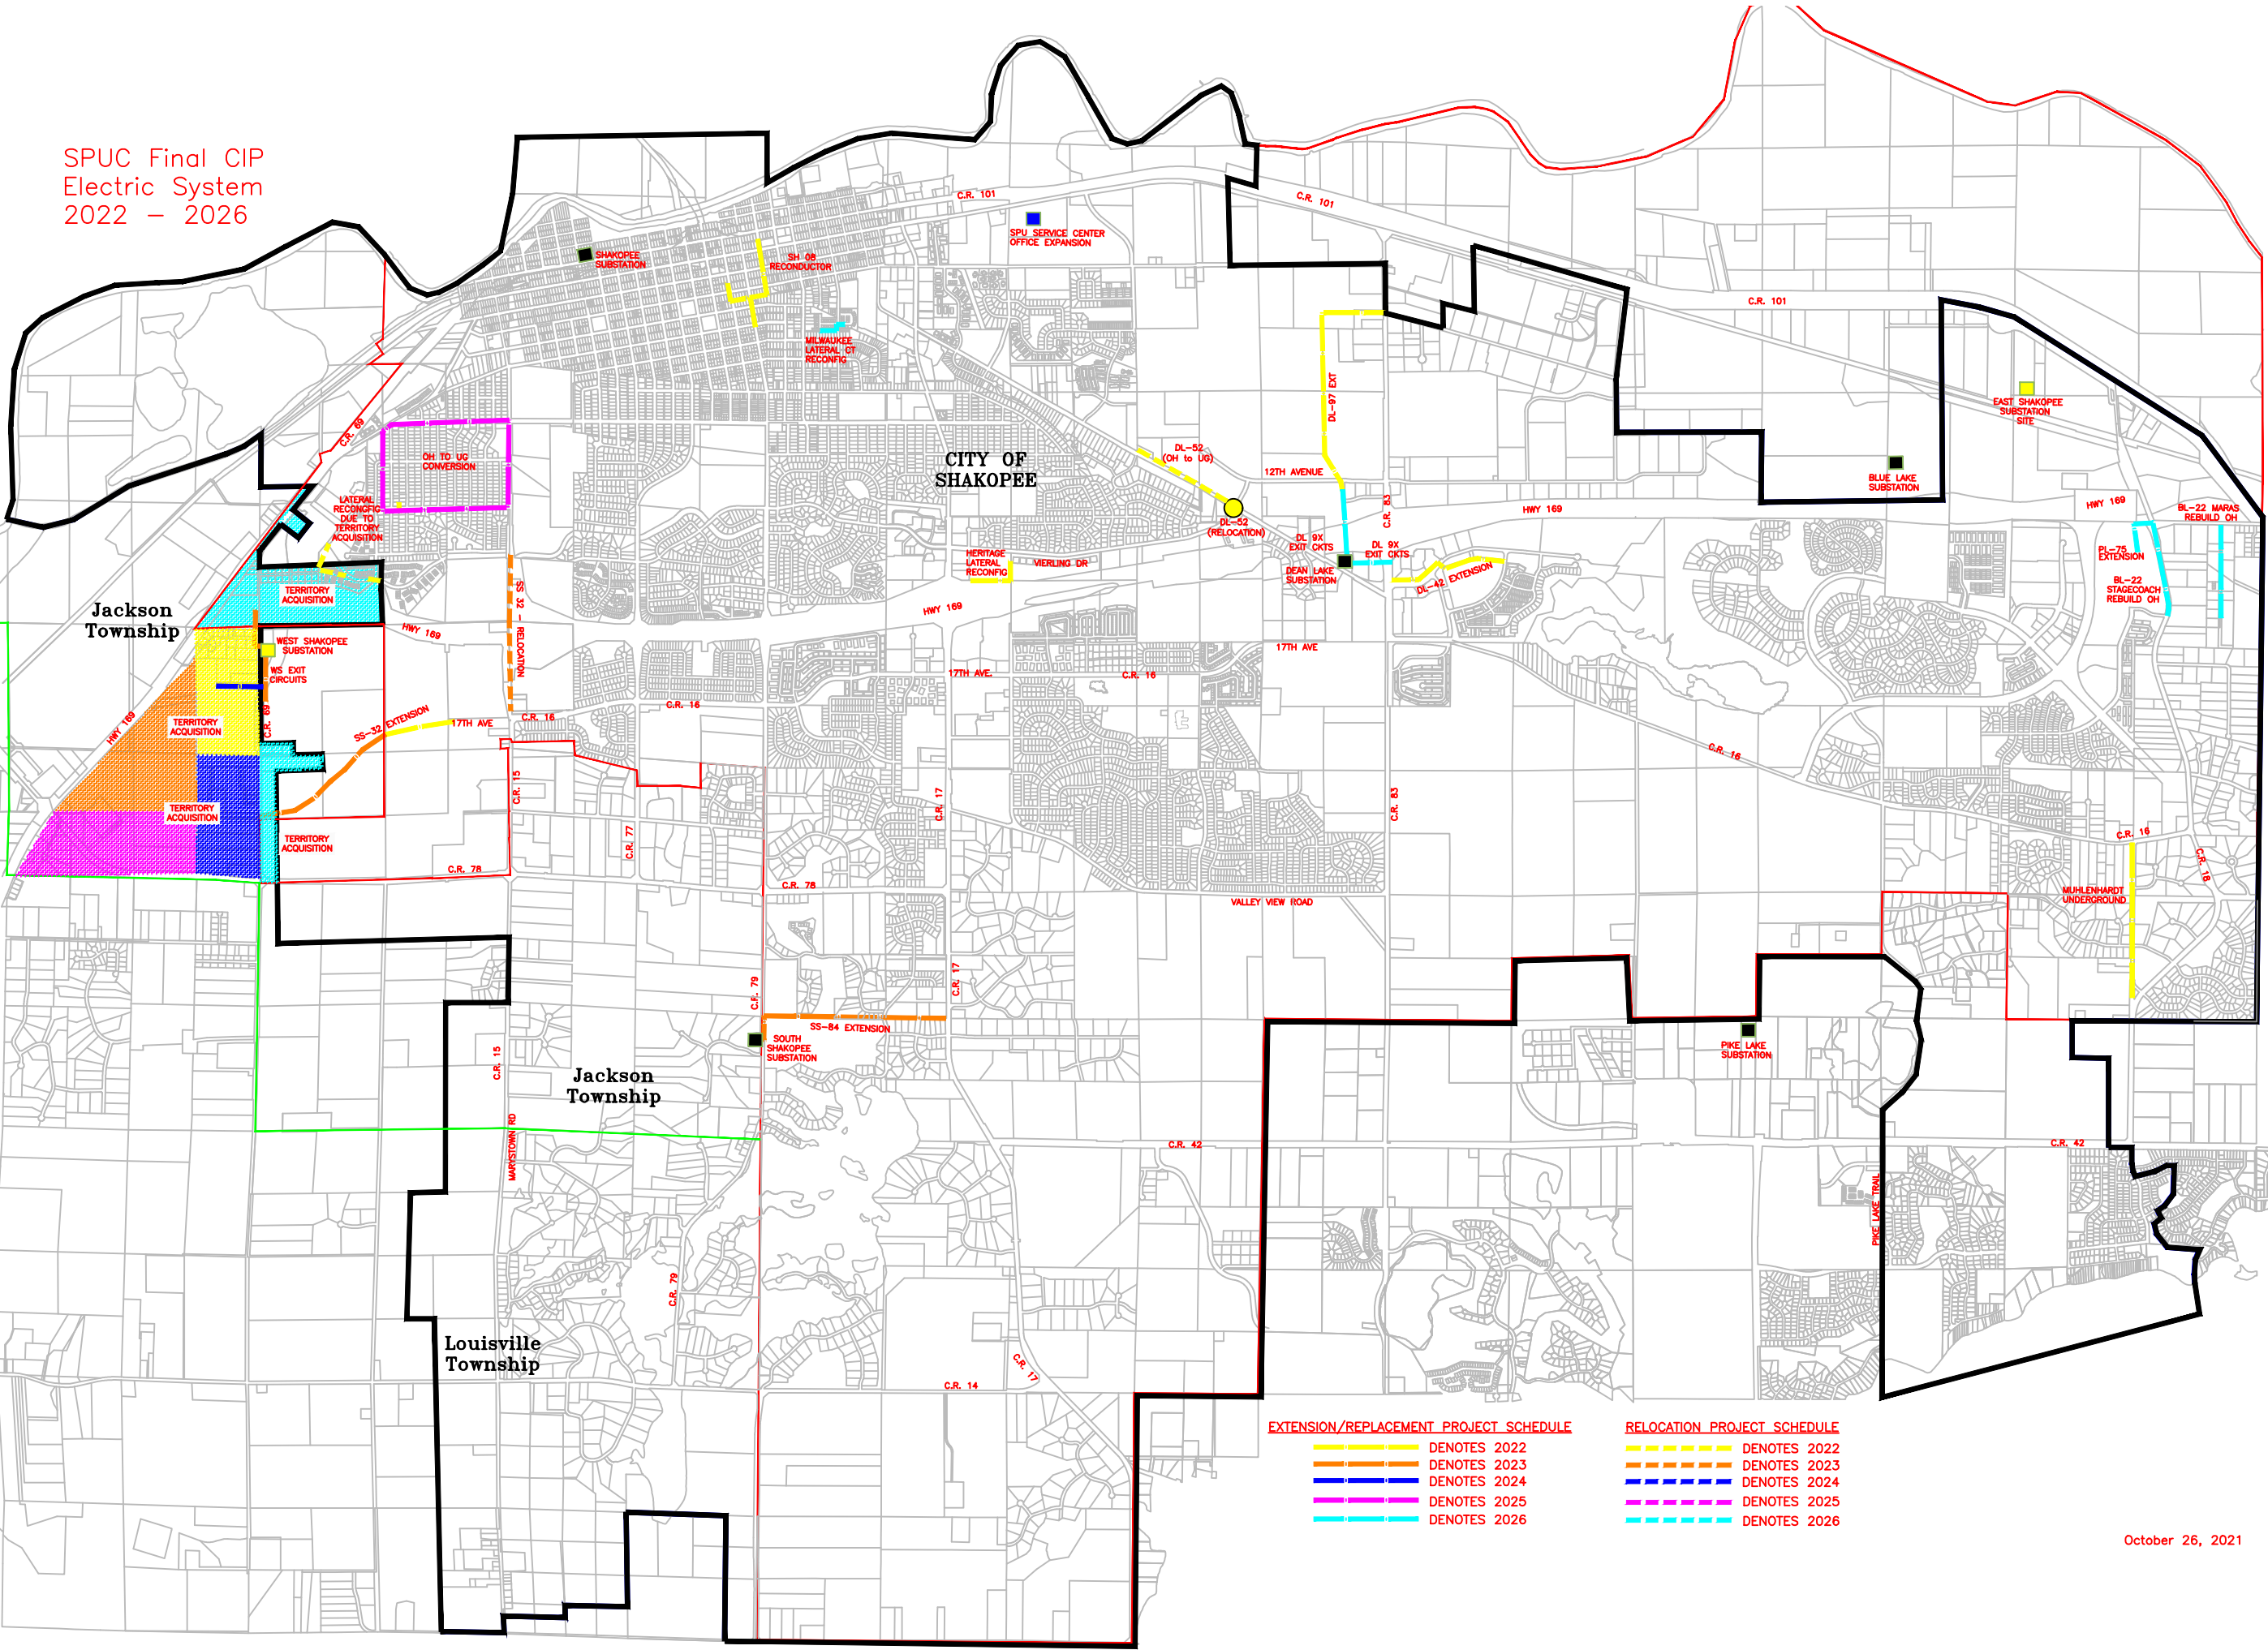 SPUC Final CIP
Electric System
2022 - 2026
C.R. 101
C.R. 101
C.R. 101
SPU SERVICE CENTER
OFFICE EXPANSION
SHAKOPEE
SUBSTATION
SH 08
RECONDUCTOR
MILWAUKEE
LATERAL CT
RECONFIG
C.R. 69
OH TO UG
CONVERSION
CITY OF
SHAKOPEE
DL-97 EXT
DL-52
(OH to UG)
12TH AVENUE
DL-52
(RELOCATION)
C.R. 83
HWY 169
EAST SHAKOPEE
SUBSTATION
SITE
BLUE LAKE
SUBSTATION
HWY 169
BL-22 MARAS
REBUILD OH
PL-75
EXTENSION
BL-22
STAGECOACH
REBUILD OH
LATERAL
RECONGFIG
DUE TO
TERRITORY
ACQUISITION
HERITAGE
LATERAL
RECONFIG
VIERLING DR
DL 9X
EXIT CKTS
DL 9X
EXIT CKTS
DEAN LAKE
SUBSTATION
DL-42 EXTENSION
TERRITORY
ACQUISITION
Jackson
Township
HWY 169
HWY 169
SS 32 - RELOCATION
WEST SHAKOPEE
SUBSTATION
WS EXIT
CIRCUITS
C.R. 69
17TH AVE
17TH AVE.
C.R. 16
C.R. 16
C.R. 16
SS-32 EXTENSION
17TH AVE
HWY 169
TERRITORY
ACQUISITION
C.R. 16
C.R. 15
TERRITORY
ACQUISITION
C.R. 17
C.R. 83
TERRITORY
ACQUISITION
C.R. 77
C.R. 16
C.R. 18
C.R. 78
C.R. 78
VALLEY VIEW ROAD
MUHLENHARDT
UNDERGROUND
C.R. 79
C.R. 17
SS-84 EXTENSION
SOUTH
SHAKOPEE
SUBSTATION
PIKE LAKE
SUBSTATION
C.R. 15
Jackson
Township
MARYSTOWN RD
C.R. 42
C.R. 42
PIKE LAKE TRAIL
C.R. 79
Louisville
Township
C.R. 17
C.R. 14
EXTENSION/REPLACEMENT PROJECT SCHEDULE
DENOTES 2022
DENOTES 2023
DENOTES 2024
DENOTES 2025
DENOTES 2026
RELOCATION PROJECT SCHEDULE
DENOTES 2022
DENOTES 2023
DENOTES 2024
DENOTES 2025
DENOTES 2026
October 26, 2021